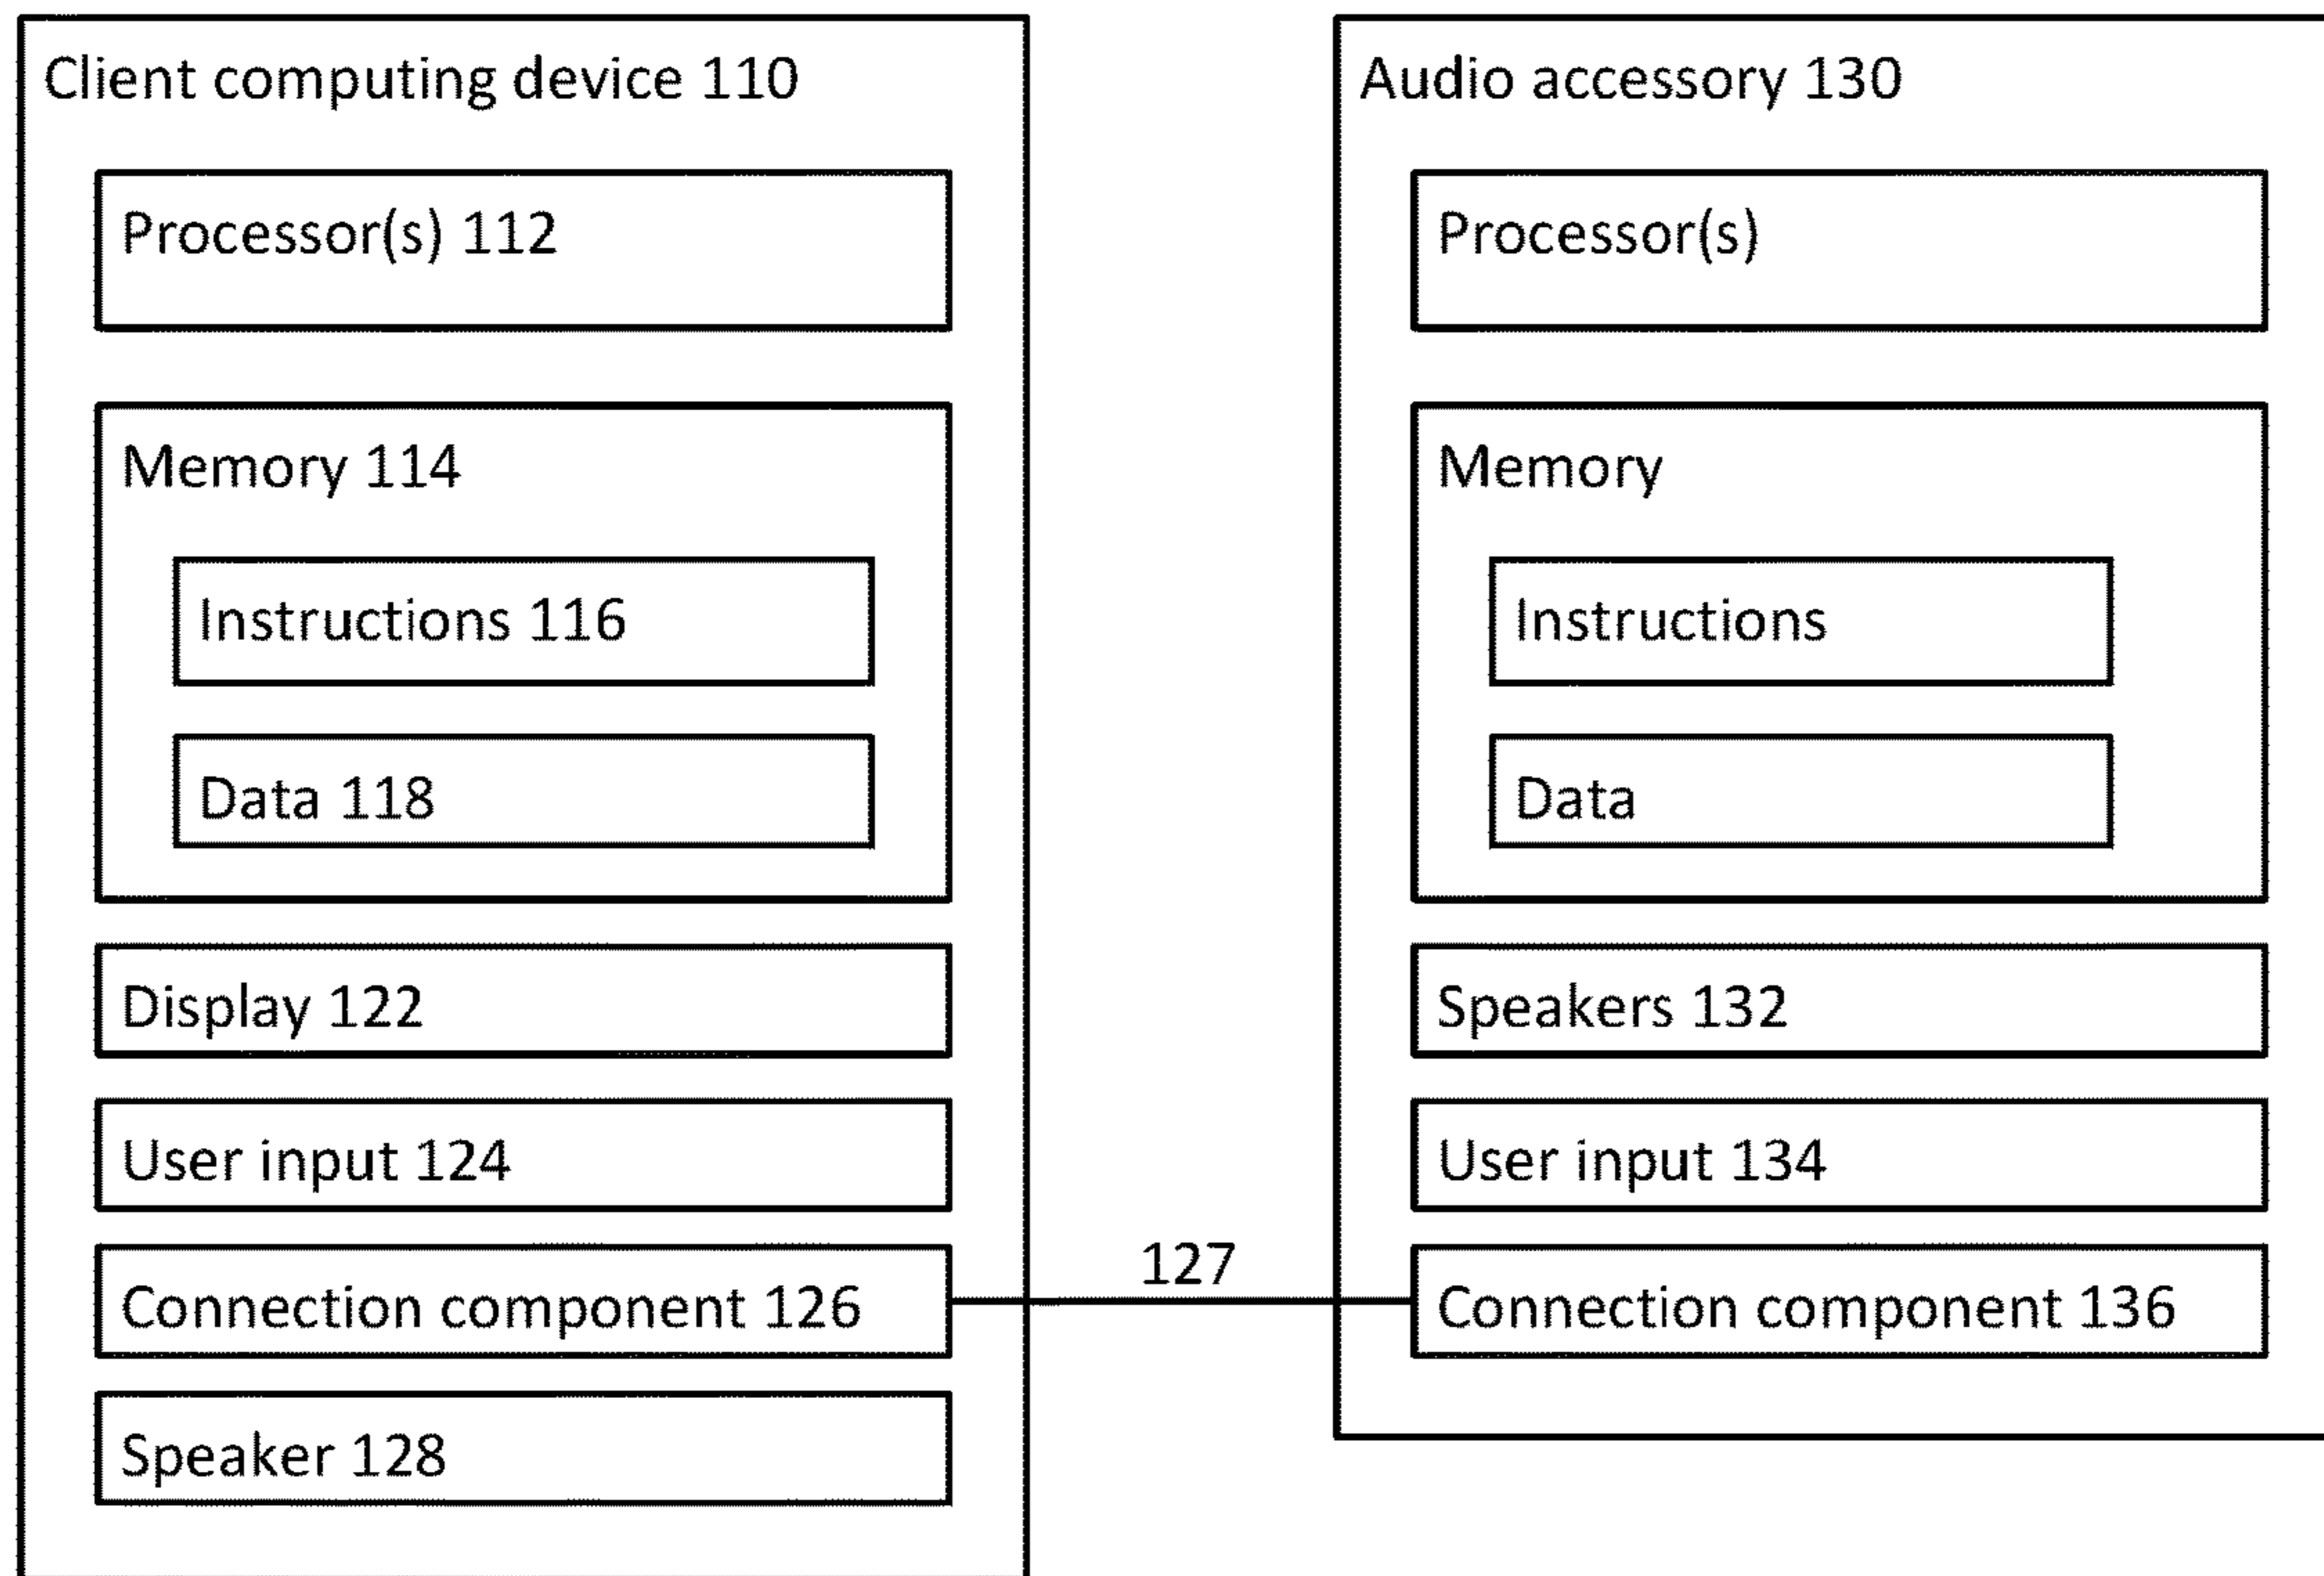 Client computing device 110
Processor(s) 112
Memory 114
Instructions 116
Data 118
Display 122
User input 124
Connection component 126
Speaker 128
127
Audio accessory 130
Processor(s)
Memory
Instructions
Data
Speakers 132
User input 134
Connection component 136